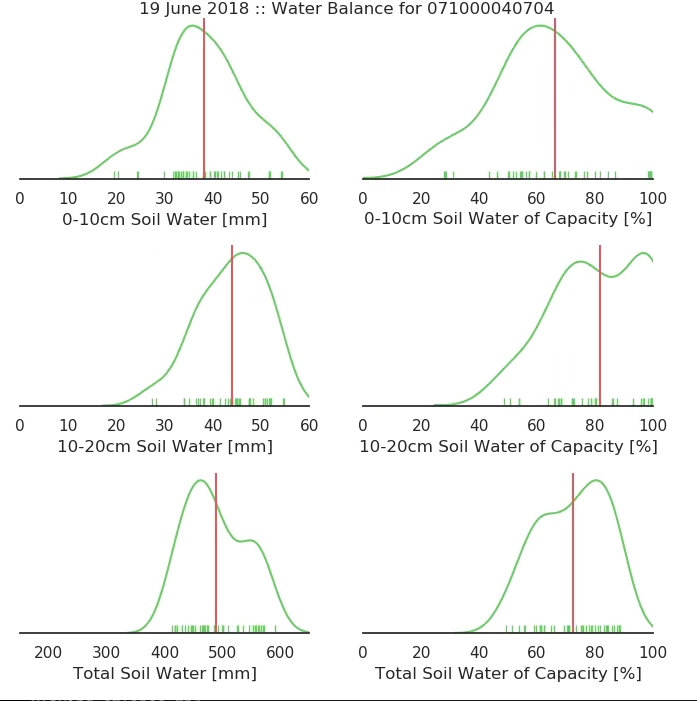 19 June 2018 :: Water Balance for 071000040704
0 10 20 30 40 50 60
0-10cm Soil Water [mm]
0 20 40 60 80 100
0-10cm Soil Water of Capacity [%]
0 10 20 30 40 50 60
10-20cm Soil Water [mm]
0 20 40 60 80 100
10-20cm Soil Water of Capacity [%]
200 300 400 500 600
Total Soil Water [mm]
0 20 40 60 80 100
Total Soil Water of Capacity [%]